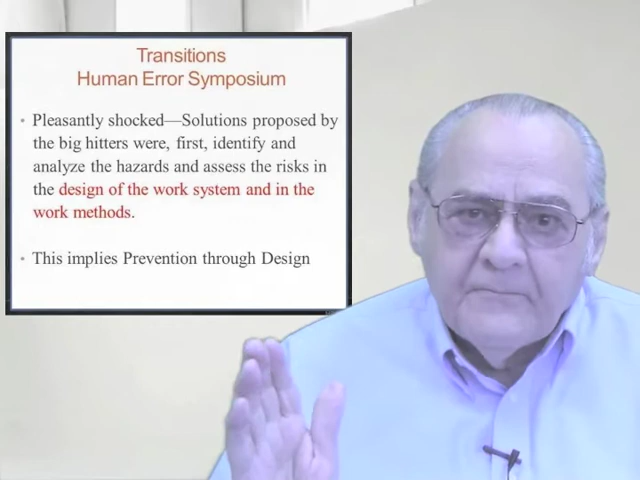 Transitions
Human Error Symposium
• Pleasantly shocked—Solutions proposed by
the big hitters were, first, identify and
analyze the hazards and assess the risks in
the design of the work system and in the
work methods.
• This implies Prevention through Design